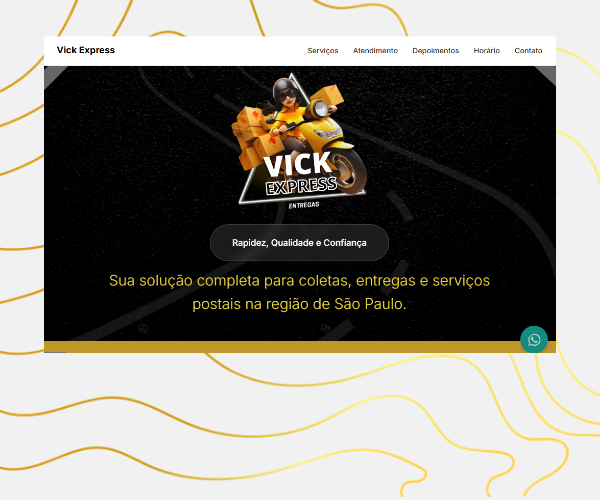 Vick Express
Serviços Atendimento Depoimentos Horário Contato
VICK
EXPRESS
ENTREGAS
Rapidez, Qualidade e Confiança
Sua solução completa para coletas, entregas e serviços
postais na região de São Paulo.